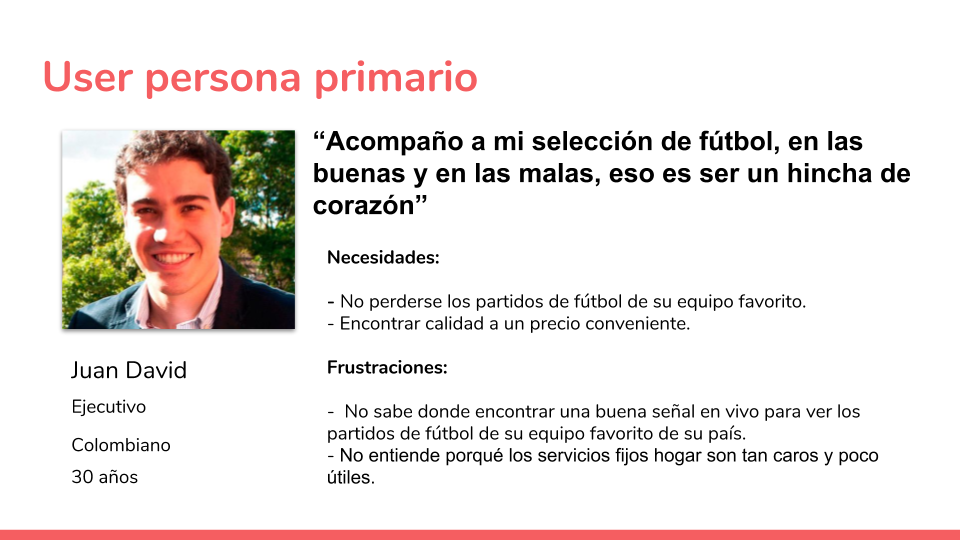 User persona primario
“Acompaño a mi selección de fútbol, en las
buenas y en las malas, eso es ser un hincha de
corazón”
Necesidades:
- No perderse los partidos de fútbol de su equipo favorito.
- Encontrar calidad a un precio conveniente.
Frustraciones:
- No sabe donde encontrar una buena señal en vivo para ver los
partidos de fútbol de su equipo favorito de su país.
- No entiende porqué los servicios fijos hogar son tan caros y poco
útiles.
Juan David
Ejecutivo
Colombiano
30 años